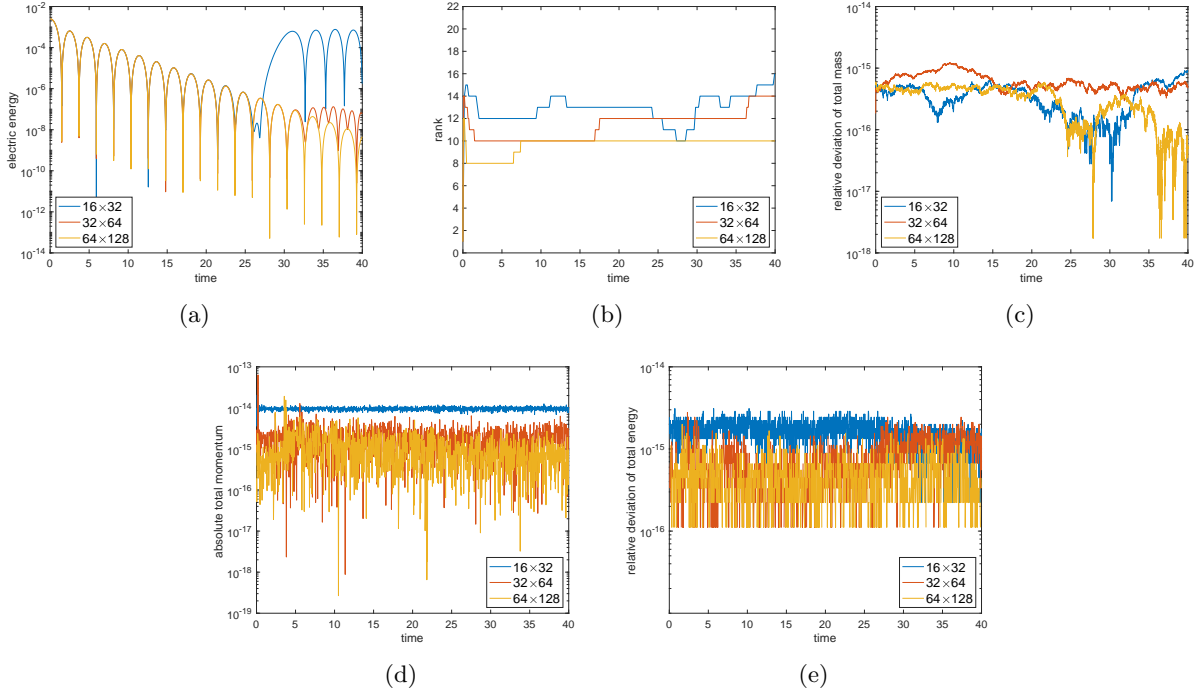 10^-2
10^-4
10^-6
10^-8
10^-10
10^-12
10^-14
electric energy
16×32
32×64
64×128
0 5 10 15 20 25 30 35 40
time
(a)
22
20
18
16
14
12
10
8
6
4
2
0
rank
16×32
32×64
64×128
0 5 10 15 20 25 30 35 40
time
(b)
10^-14
10^-15
10^-16
10^-17
10^-18
relative deviation of total mass
16×32
32×64
64×128
0 5 10 15 20 25 30 35 40
time
(c)
10^-13
10^-14
10^-15
10^-16
10^-17
10^-18
10^-19
absolute total momentum
16×32
32×64
64×128
0 5 10 15 20 25 30 35 40
time
(d)
10^-14
10^-15
10^-16
relative deviation of total energy
16×32
32×64
64×128
0 5 10 15 20 25 30 35 40
time
(e)